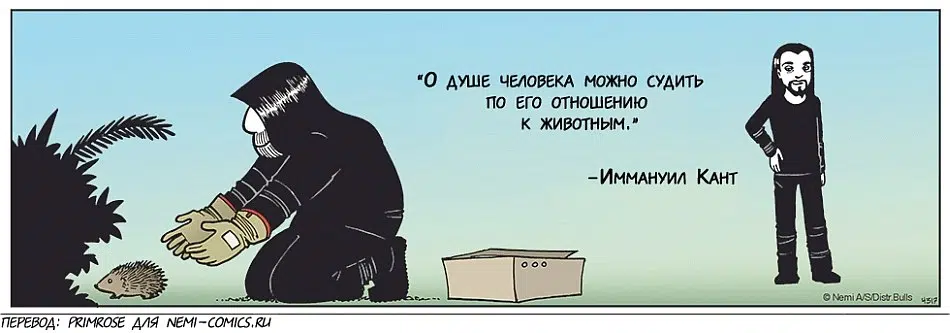 "О ДУШЕ ЧЕЛОВЕКА МОЖНО СУДИТЬ
ПО ЕГО ОТНОШЕНИЮ
К ЖИВОТНЫМ."
–ИММАНУИЛ КАНТ
© Nemi A/S/Distr.Bulls 4317
ПЕРЕВОД: PRIMROSE ДЛЯ NEMI-COMICS.RU